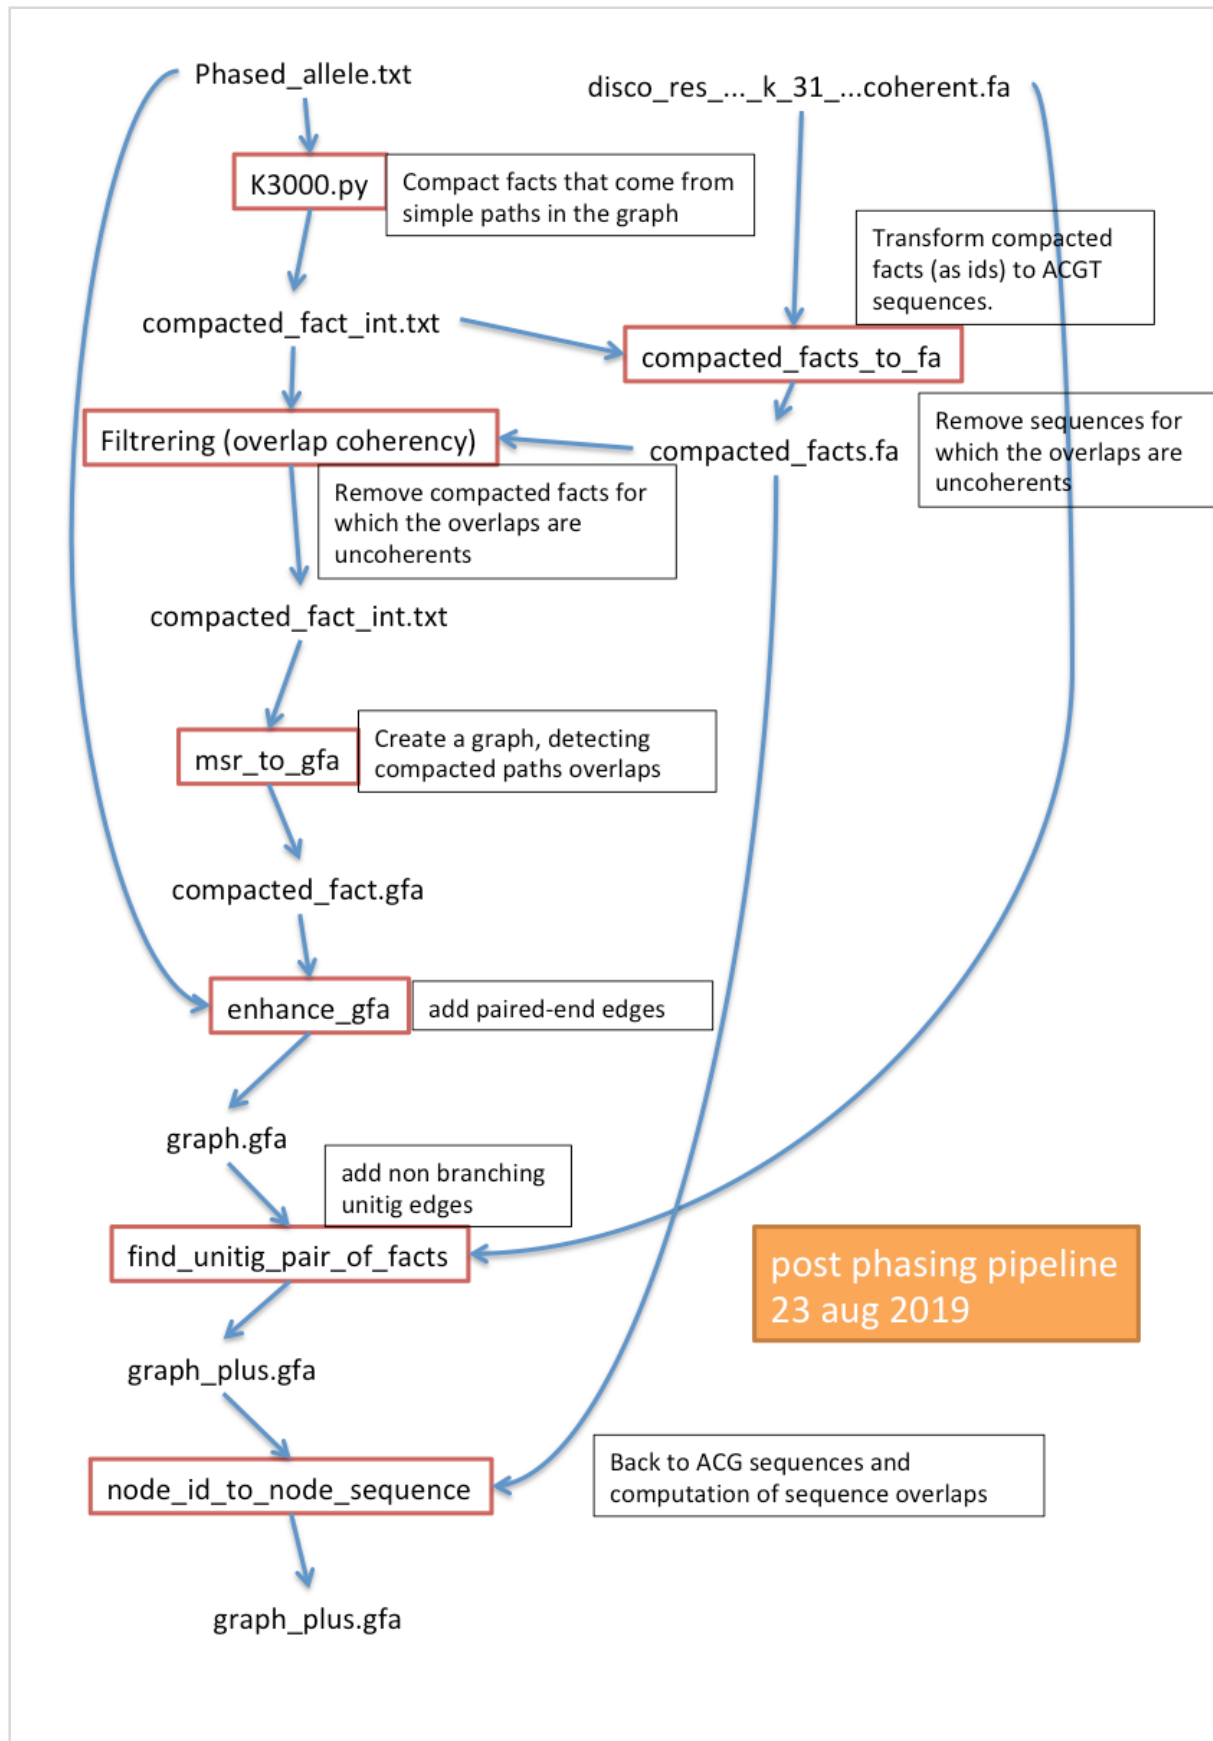 Phased_allele.txt
disco_res_..._k_31_...coherent.fa
K3000.py
Compact facts that come from
simple paths in the graph
Transform compacted
facts (as ids) to ACGT
sequences.
compacted_fact_int.txt
compacted_facts_to_fa
Filtrering (overlap coherency)
compacted_facts.fa
Remove sequences for
which the overlaps are
uncoherents
Remove compacted facts for
which the overlaps are
uncoherents
compacted_fact_int.txt
msr_to_gfa
Create a graph, detecting
compacted paths overlaps
compacted_fact.gfa
enhance_gfa
add paired-end edges
graph.gfa
add non branching
unitig edges
find_unitig_pair_of_facts
post phasing pipeline
23 aug 2019
graph_plus.gfa
node_id_to_node_sequence
Back to ACG sequences and
computation of sequence overlaps
graph_plus.gfa